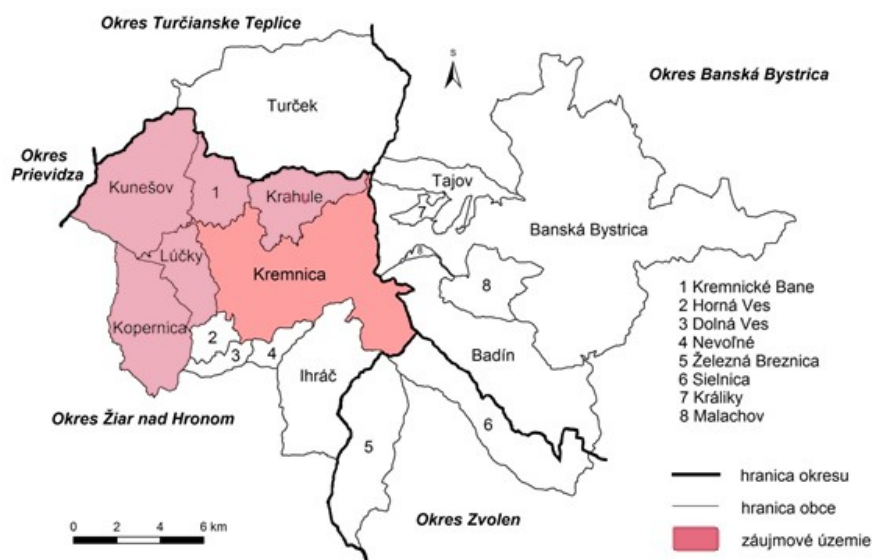 Okres Turčianske Teplice
S
Okres Banská Bystrica
Turček
Okres
Prievidza
Kunešov
1
Krahule
Tajov
7
Banská Bystrica
Lúčky
Kremnica
8
8
Kopernica
2
3
4
Ihráč
Badín
1 Kremnické Bane
2 Horná Ves
3 Dolná Ves
4 Nevoľné
5 Železná Breznica
6 Sielnica
7 Králiky
8 Malachov
Okres Žiar nad Hronom
5
6
hranica okresu
hranica obce
záujmové územie
Okres Zvolen
0 2 4 6 km